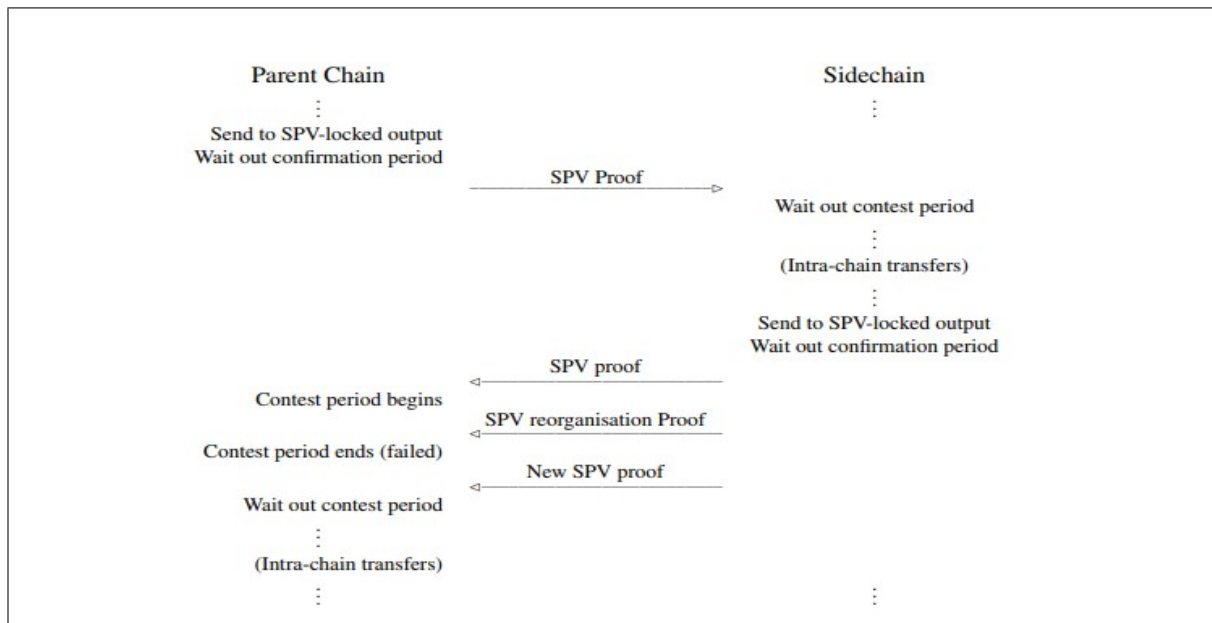 Parent Chain
Sidechain
Send to SPV-locked output
Wait out confirmation period
SPV Proof
Wait out contest period
(Intra-chain transfers)
Send to SPV-locked output
Wait out confirmation period
SPV proof
Contest period begins
SPV reorganisation Proof
Contest period ends (failed)
New SPV proof
Wait out contest period
(Intra-chain transfers)